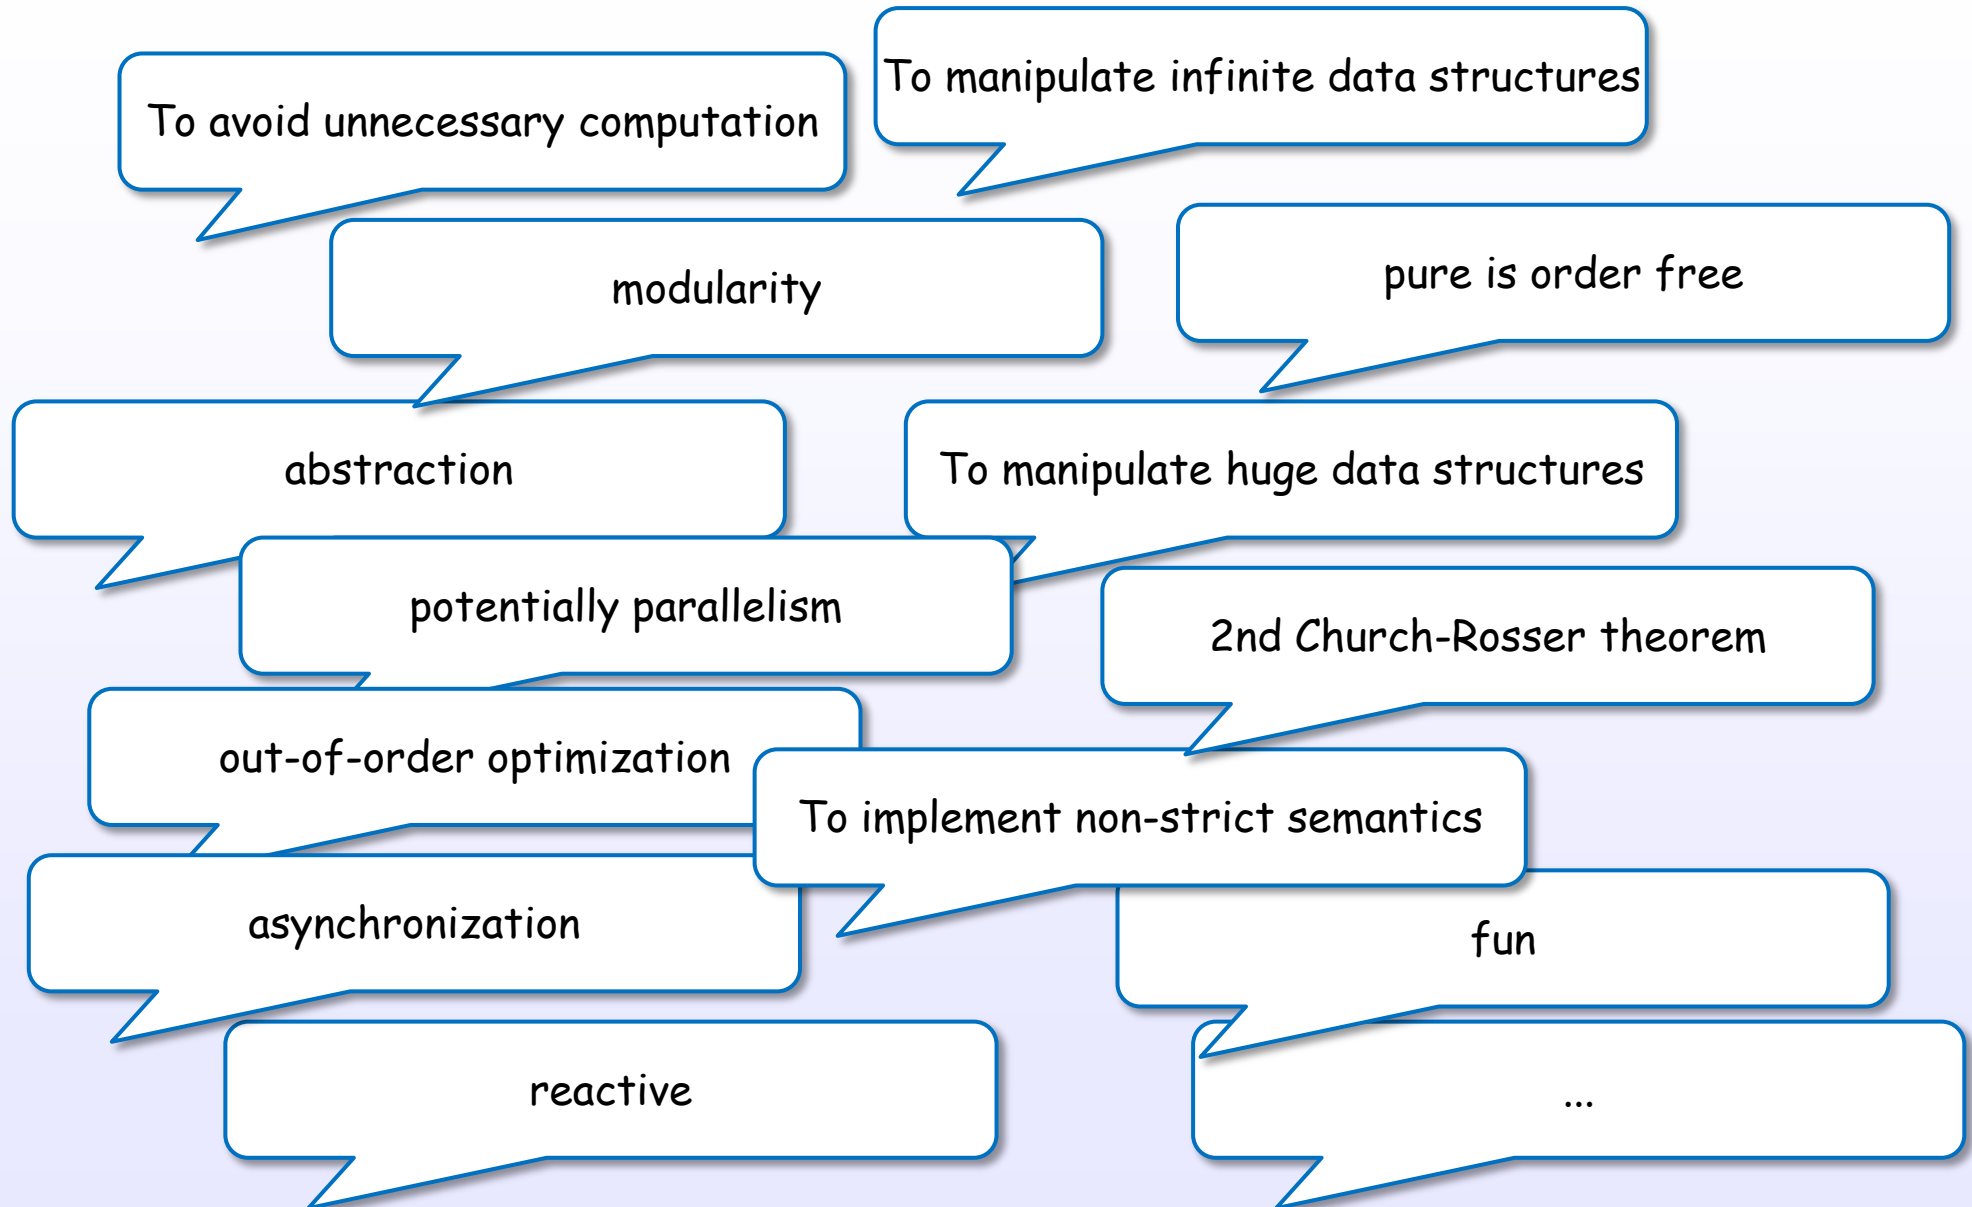 To manipulate infinite data structures
To avoid unnecessary computation
modularity
pure is order free
abstraction
To manipulate huge data structures
potentially parallelism
2nd Church-Rosser theorem
out-of-order optimization
To implement non-strict semantics
asynchronization
fun
reactive
...